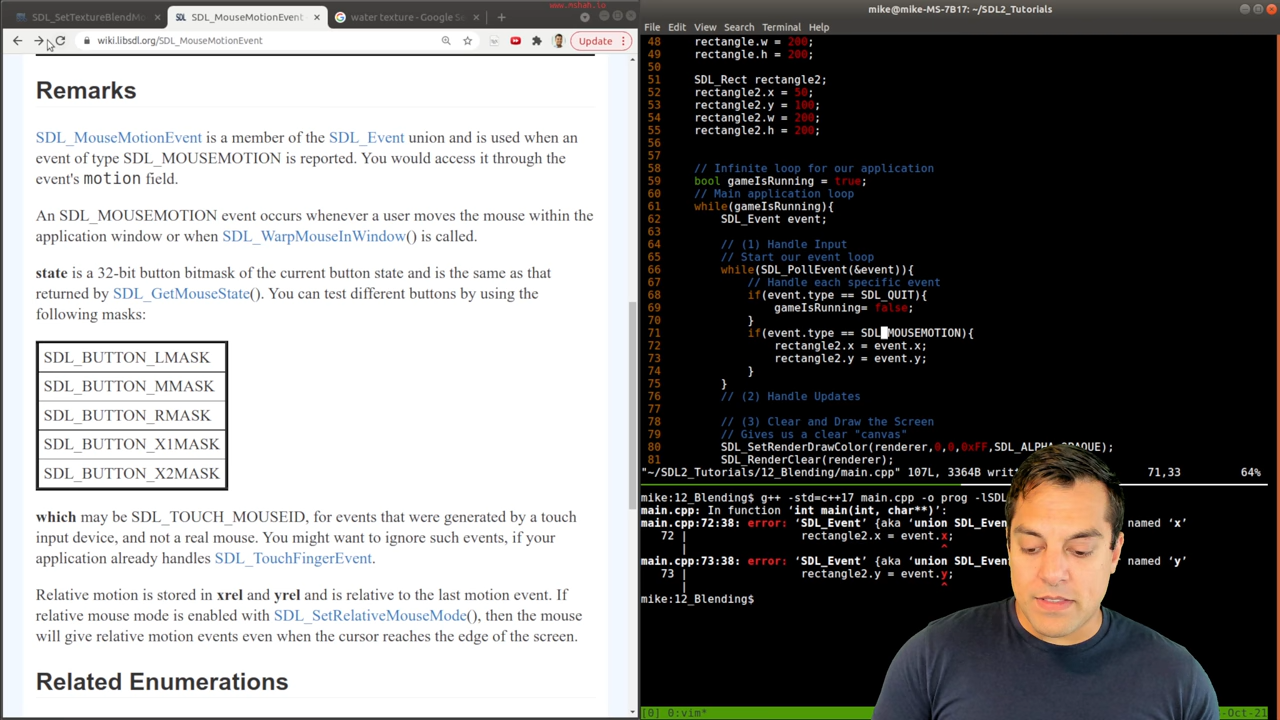 www.mshah.io
SDL_SetTextureBlendMo
SDL_MouseMotionEvent
water texture - Google Se
wiki.libsdl.org/SDL_MouseMotionEvent
Update
Remarks
SDL_MouseMotionEvent is a member of the SDL_Event union and is used when an
event of type SDL_MOUSEMOTION is reported. You would access it through the
event's motion field.
An SDL_MOUSEMOTION event occurs whenever a user moves the mouse within the
application window or when SDL_WarpMouseInWindow() is called.
state is a 32-bit button bitmask of the current button state and is the same as that
returned by SDL_GetMouseState(). You can test different buttons by using the
following masks:
SDL_BUTTON_LMASK
SDL_BUTTON_MMASK
SDL_BUTTON_RMASK
SDL_BUTTON_X1MASK
SDL_BUTTON_X2MASK
which may be SDL_TOUCH_MOUSEID, for events that were generated by a touch
input device, and not a real mouse. You might want to ignore such events, if your
application already handles SDL_TouchFingerEvent.
Relative motion is stored in xrel and yrel and is relative to the last motion event. If
relative mouse mode is enabled with SDL_SetRelativeMouseMode(), then the mouse
will give relative motion events even when the cursor reaches the edge of the screen.
Related Enumerations
mike@mike-MS-7B17: ~/SDL2_Tutorials
File Edit View Search Terminal Help
48 rectangle.w = 200;
49 rectangle.h = 200;
50
51 SDL_Rect rectangle2;
52 rectangle2.x = 50;
53 rectangle2.y = 100;
54 rectangle2.w = 200;
55 rectangle2.h = 200;
56
57
58 // Infinite loop for our application
59 bool gameIsRunning = true;
60 // Main application loop
61 while(gameIsRunning){
62 SDL_Event event;
63
64 // (1) Handle Input
65 // Start our event loop
66 while(SDL_PollEvent(&event)){
67 // Handle each specific event
68 if(event.type == SDL_QUIT){
69 gameIsRunning= false;
70 }
71 if(event.type == SDL_MOUSEMOTION){
72 rectangle2.x = event.x;
73 rectangle2.y = event.y;
74 }
75 }
76 // (2) Handle Updates
77
78 // (3) Clear and Draw the Screen
79 // Gives us a clear "canvas"
80 SDL_SetRenderDrawColor(renderer,0,0,0xFF,SDL_ALPHA_OPAQUE);
81 SDL_RenderClear(renderer);
"~/SDL2_Tutorials/12_Blending/main.cpp" 107L, 3364B writ 71,33 64%
mike:12_Blending$ g++ -std=c++17 main.cpp -o prog -lSDL
main.cpp: In function 'int main(int, char**)':
main.cpp:72:38: error: 'SDL_Event' {aka 'union SDL_Even named 'x'
72 | rectangle2.x = event.x;
| ^
main.cpp:73:38: error: 'SDL_Event' {aka 'union SDL_Eve named 'y'
73 | rectangle2.y = event.y;
| ^
mike:12_Blending$
[0] 0:vim* -Oct-21